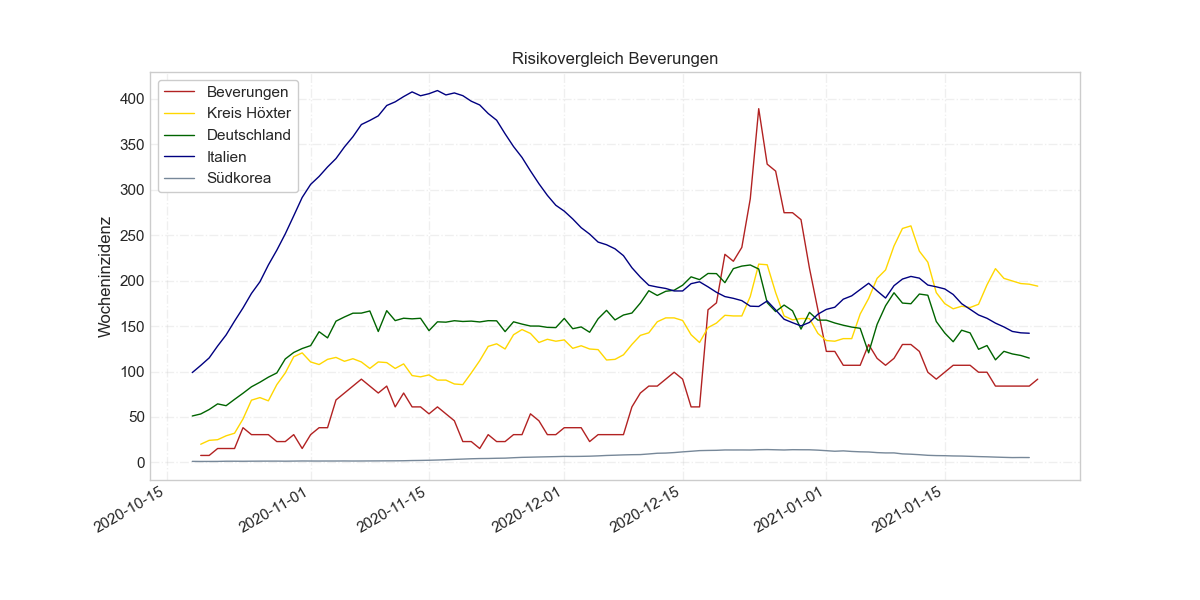 Risikovergleich Beverungen
Beverungen
Kreis Höxter
Deutschland
Italien
Südkorea
Wocheninzidenz
400
350
300
250
200
150
100
50
0
2020-10-15
2020-11-01
2020-11-15
2020-12-01
2020-12-15
2021-01-01
2021-01-15